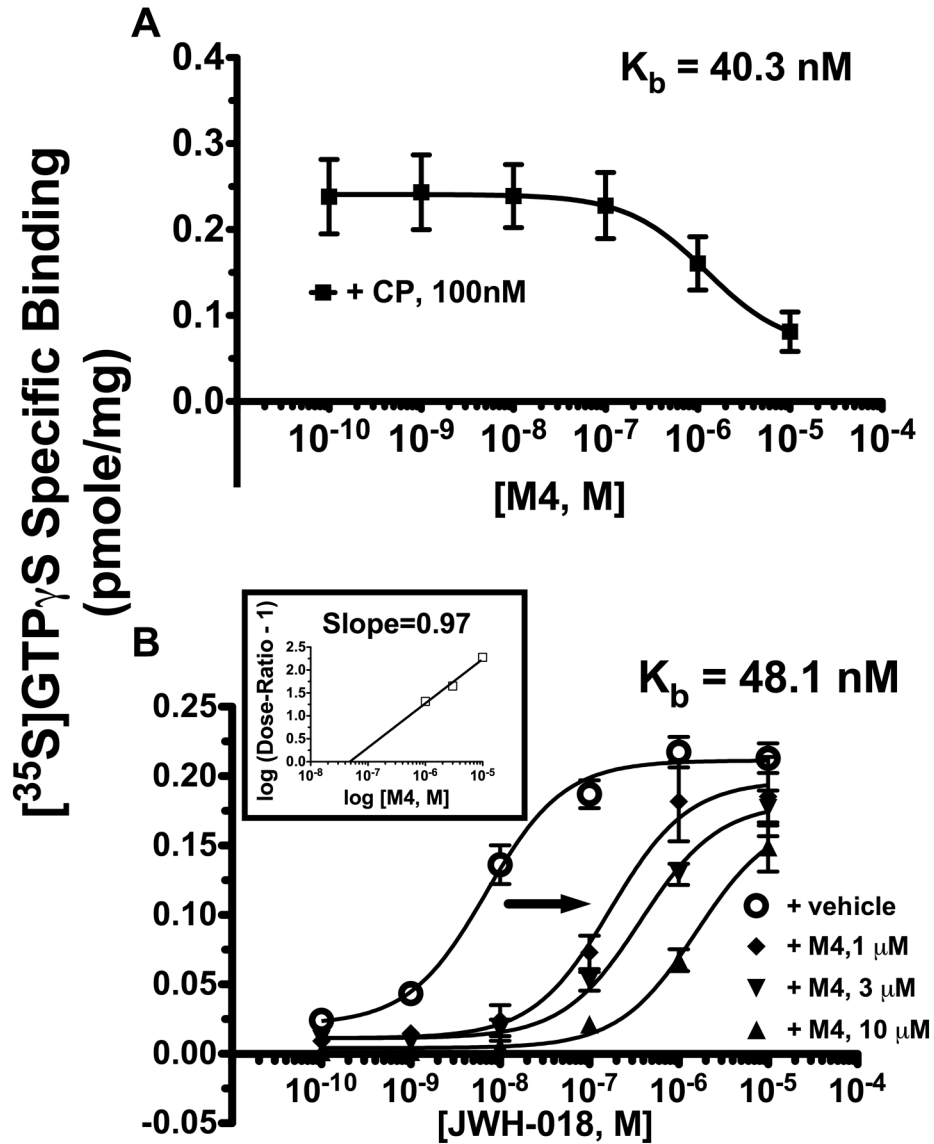 A
K_b = 40.3 nM
[³⁵S]GTPγS Specific Binding
(pmole/mg)
0.4
0.3
0.2
0.1
0.0
+ CP, 100nM
10⁻¹⁰ 10⁻⁹ 10⁻⁸ 10⁻⁷ 10⁻⁶ 10⁻⁵ 10⁻⁴
[M4, M]
B
K_b = 48.1 nM
Slope=0.97
log (Dose-Ratio - 1)
2.5
2.0
1.5
1.0
0.5
0.0
10⁻⁸ 10⁻⁷ 10⁻⁶ 10⁻⁵
log [M4, M]
0.25
0.20
0.15
0.10
0.05
0.00
-0.05
+ vehicle
+ M4,1 μM
+ M4, 3 μM
+ M4, 10 μM
10⁻¹⁰ 10⁻⁹ 10⁻⁸ 10⁻⁷ 10⁻⁶ 10⁻⁵ 10⁻⁴
[JWH-018, M]